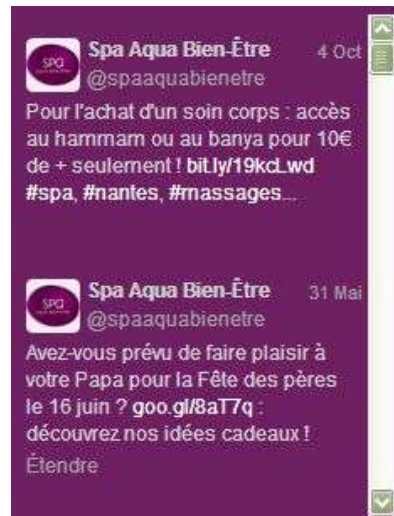 Spa Aqua Bien-Être 4 Oct
spa @spaaquabienetre
Pour l'achat d'un soin corps : accès
au hammam ou au banya pour 10€
de + seulement ! bit.ly/19kcLwd
#spa, #nantes, #massages...
Spa Aqua Bien-Être 31 Mai
spa @spaaquabienetre
Avez-vous prévu de faire plaisir à
votre Papa pour la Fête des pères
le 16 juin ? goo.gl/8aT7q :
découvrez nos idées cadeaux !
Étendre